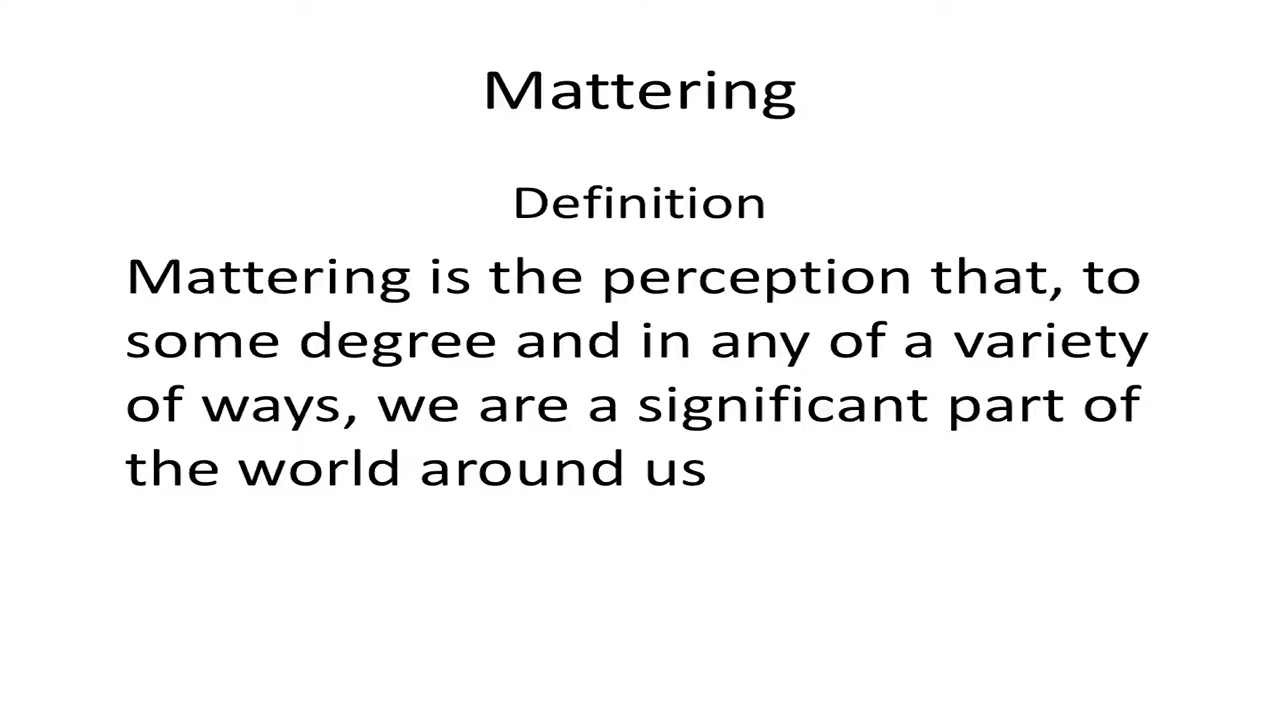 Mattering
Definition
Mattering is the perception that, to
some degree and in any of a variety
of ways, we are a significant part of
the world around us